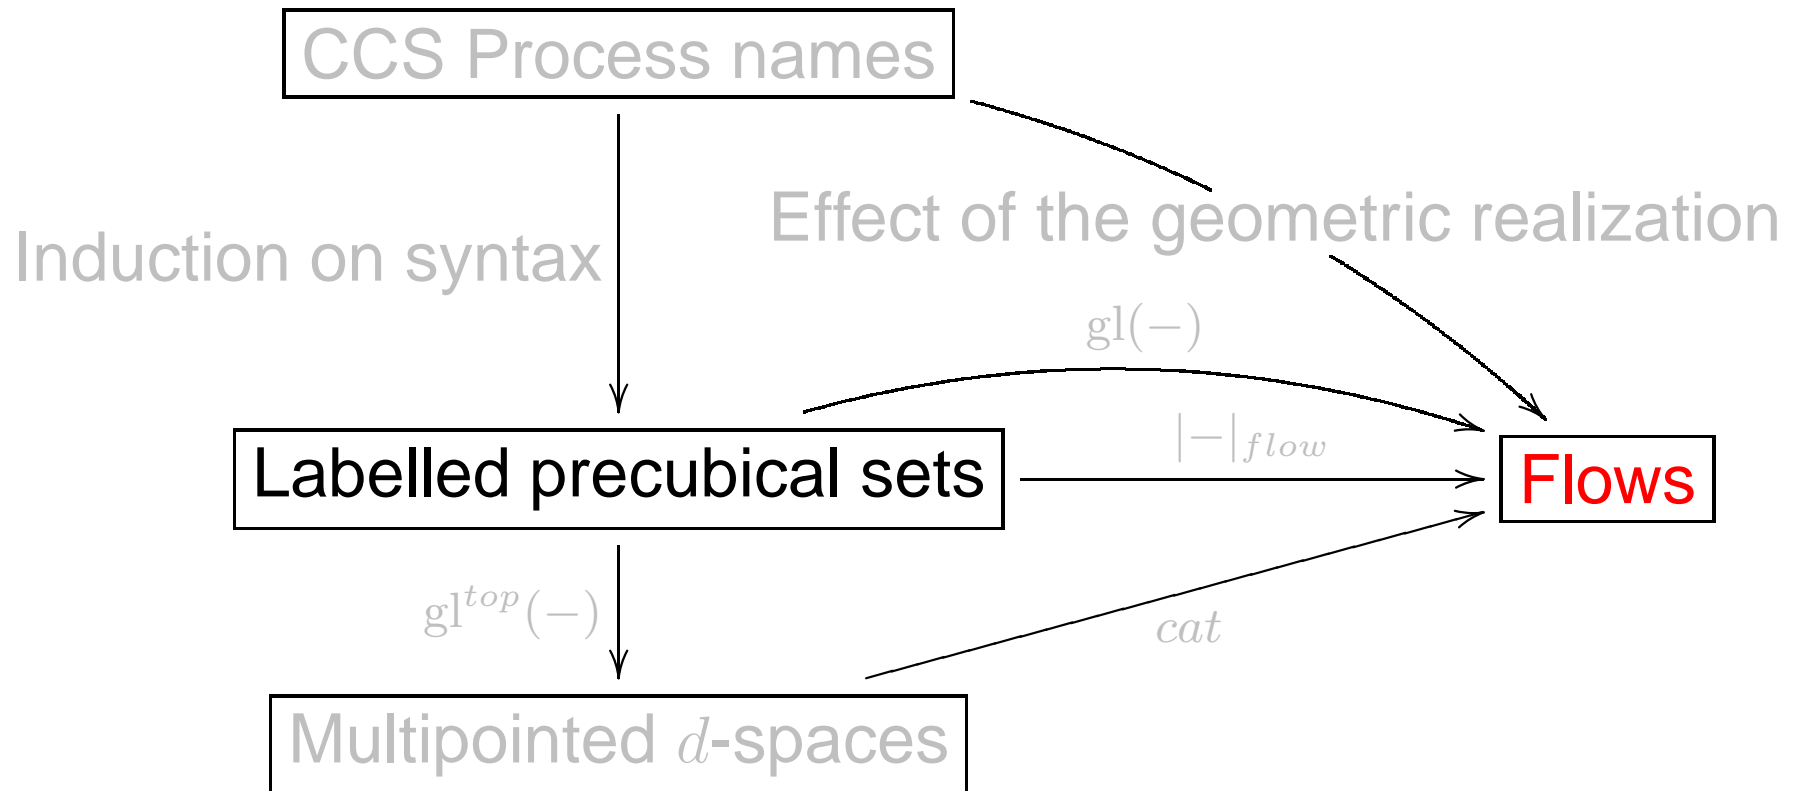 CCS Process names
Effect of the geometric realization
Induction on syntax
gl(−)
|−|_{flow}
Labelled precubical sets
Flows
gl^{top}(−)
cat
Multipointed d-spaces